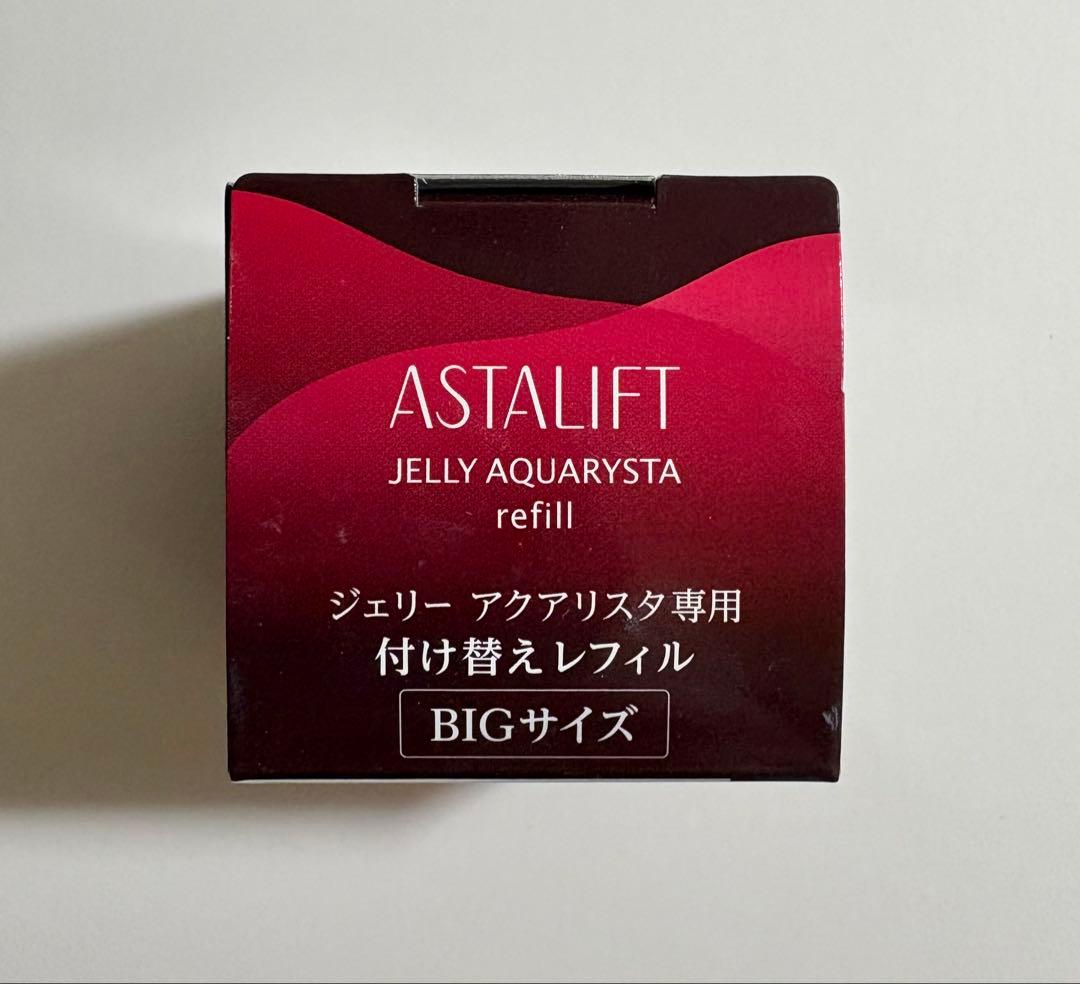 ASTALIFT
JELLY AQUARYSTA
refill
ジェリー アクアリスタ専用
付け替えレフィル
BIGサイズ